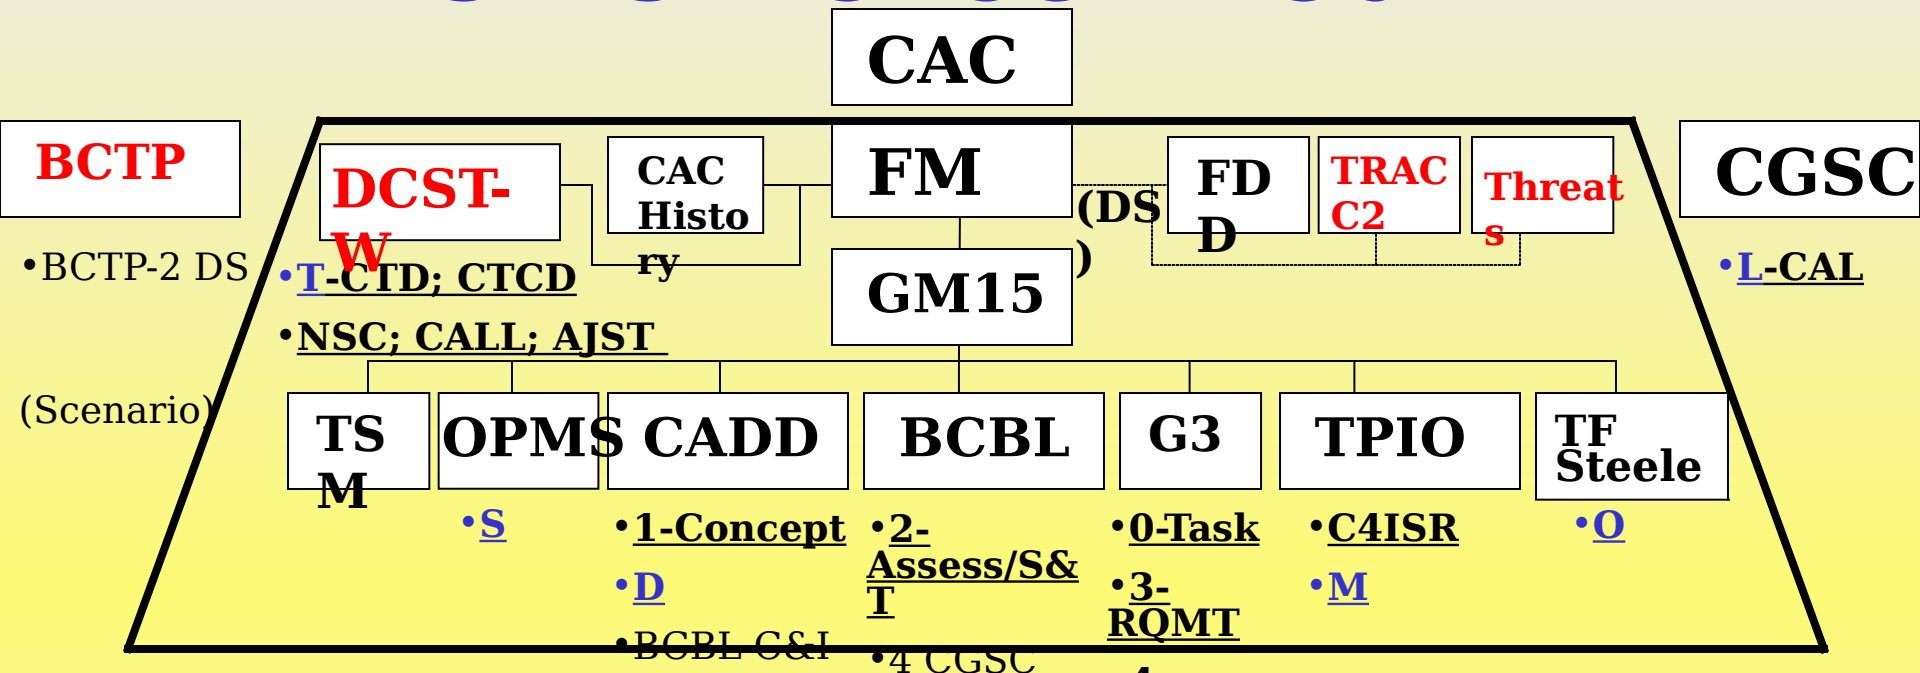 CAC
BCTP
DCST-
W
CAC
Histo
ry
FM
(DS
)
FD
D
TRAC
C2
Threat
s
CGSC
•BCTP-2 DS
•T-CTD; CTCD
•NSC; CALL; AJST
GM15
•L-CAL
(Scenario)
TS
M
OPMS
CADD
BCBL
G3
TPIO
TF
Steele
•S
•1-Concept
•D
•BCBL C&I
•2-
Assess/S&
T
•4 CGSC
•0-Task
•3-
RQMT
•C4ISR
•M
•O